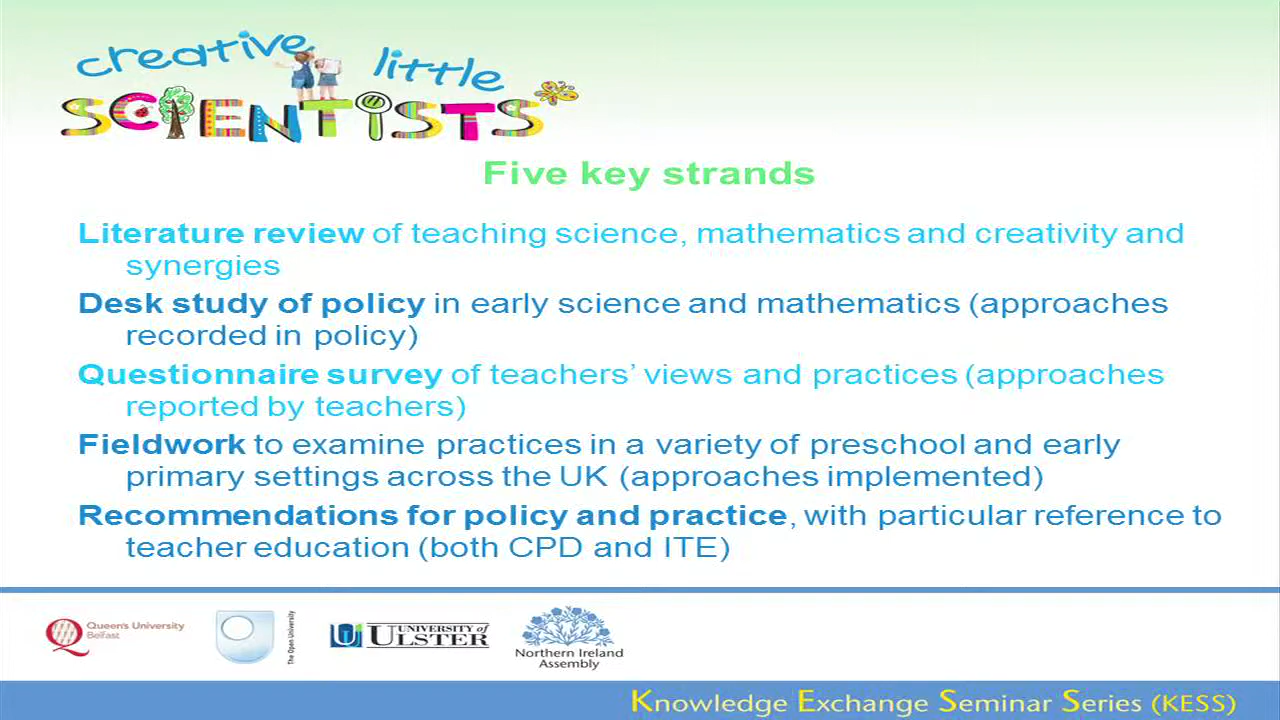 creative little
SCIENTISTS
Five key strands
Literature review of teaching science, mathematics and creativity and
synergies
Desk study of policy in early science and mathematics (approaches
recorded in policy)
Questionnaire survey of teachers’ views and practices (approaches
reported by teachers)
Fieldwork to examine practices in a variety of preschool and early
primary settings across the UK (approaches implemented)
Recommendations for policy and practice, with particular reference to
teacher education (both CPD and ITE)
Queen's University
Belfast
The Open University
UNIVERSITY of
ULSTER
Northern Ireland
Assembly
Knowledge Exchange Seminar Series (KESS)